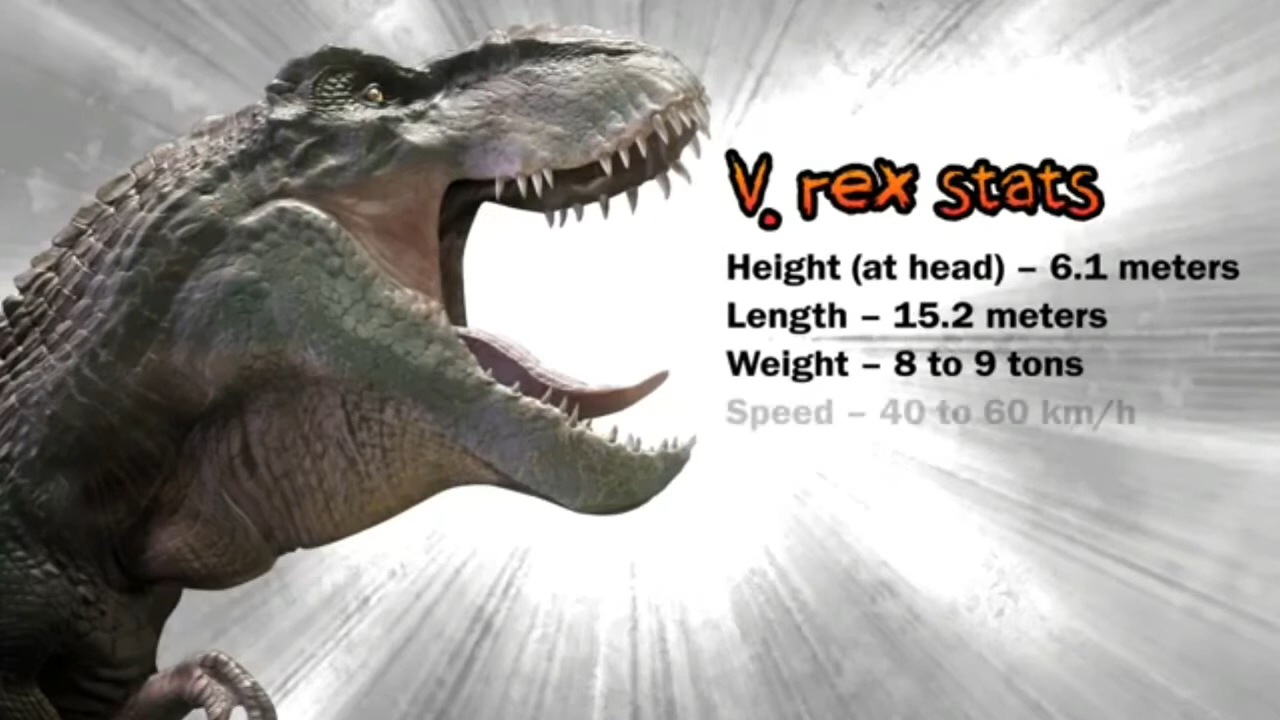 V. rex stats
Height (at head) – 6.1 meters
Length – 15.2 meters
Weight – 8 to 9 tons
Speed – 40 to 60 km/h